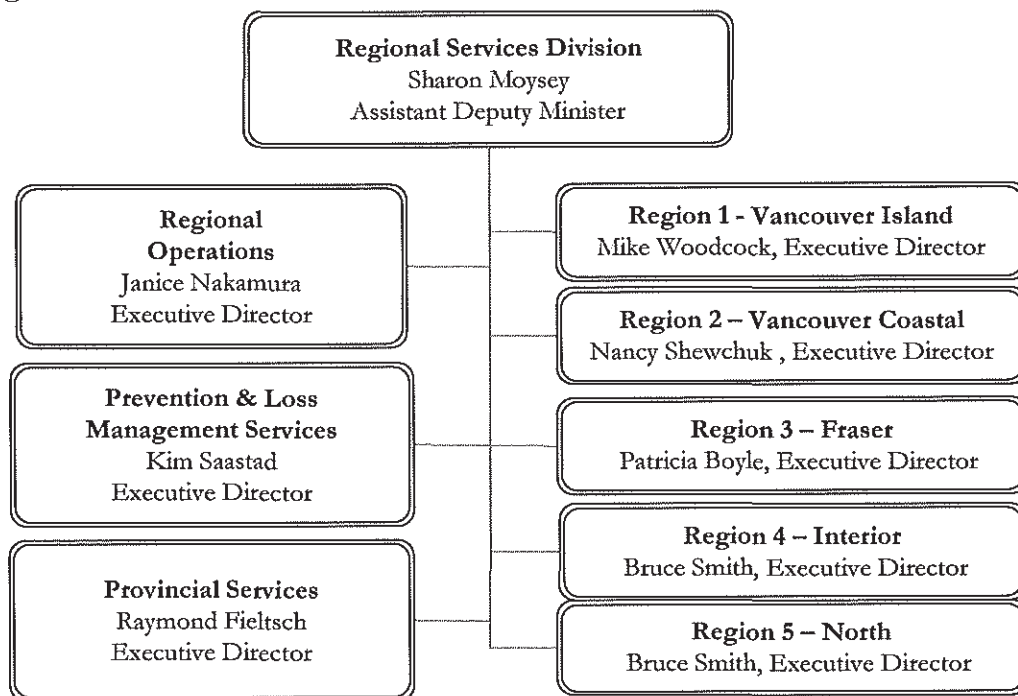 Regional Services Division
Sharon Moysey
Assistant Deputy Minister
Regional
Operations
Janice Nakamura
Executive Director
Prevention & Loss
Management Services
Kim Saastad
Executive Director
Provincial Services
Raymond Fieltsch
Executive Director
Region 1 - Vancouver Island
Mike Woodcock, Executive Director
Region 2 – Vancouver Coastal
Nancy Shewchuk , Executive Director
Region 3 – Fraser
Patricia Boyle, Executive Director
Region 4 – Interior
Bruce Smith, Executive Director
Region 5 – North
Bruce Smith, Executive Director